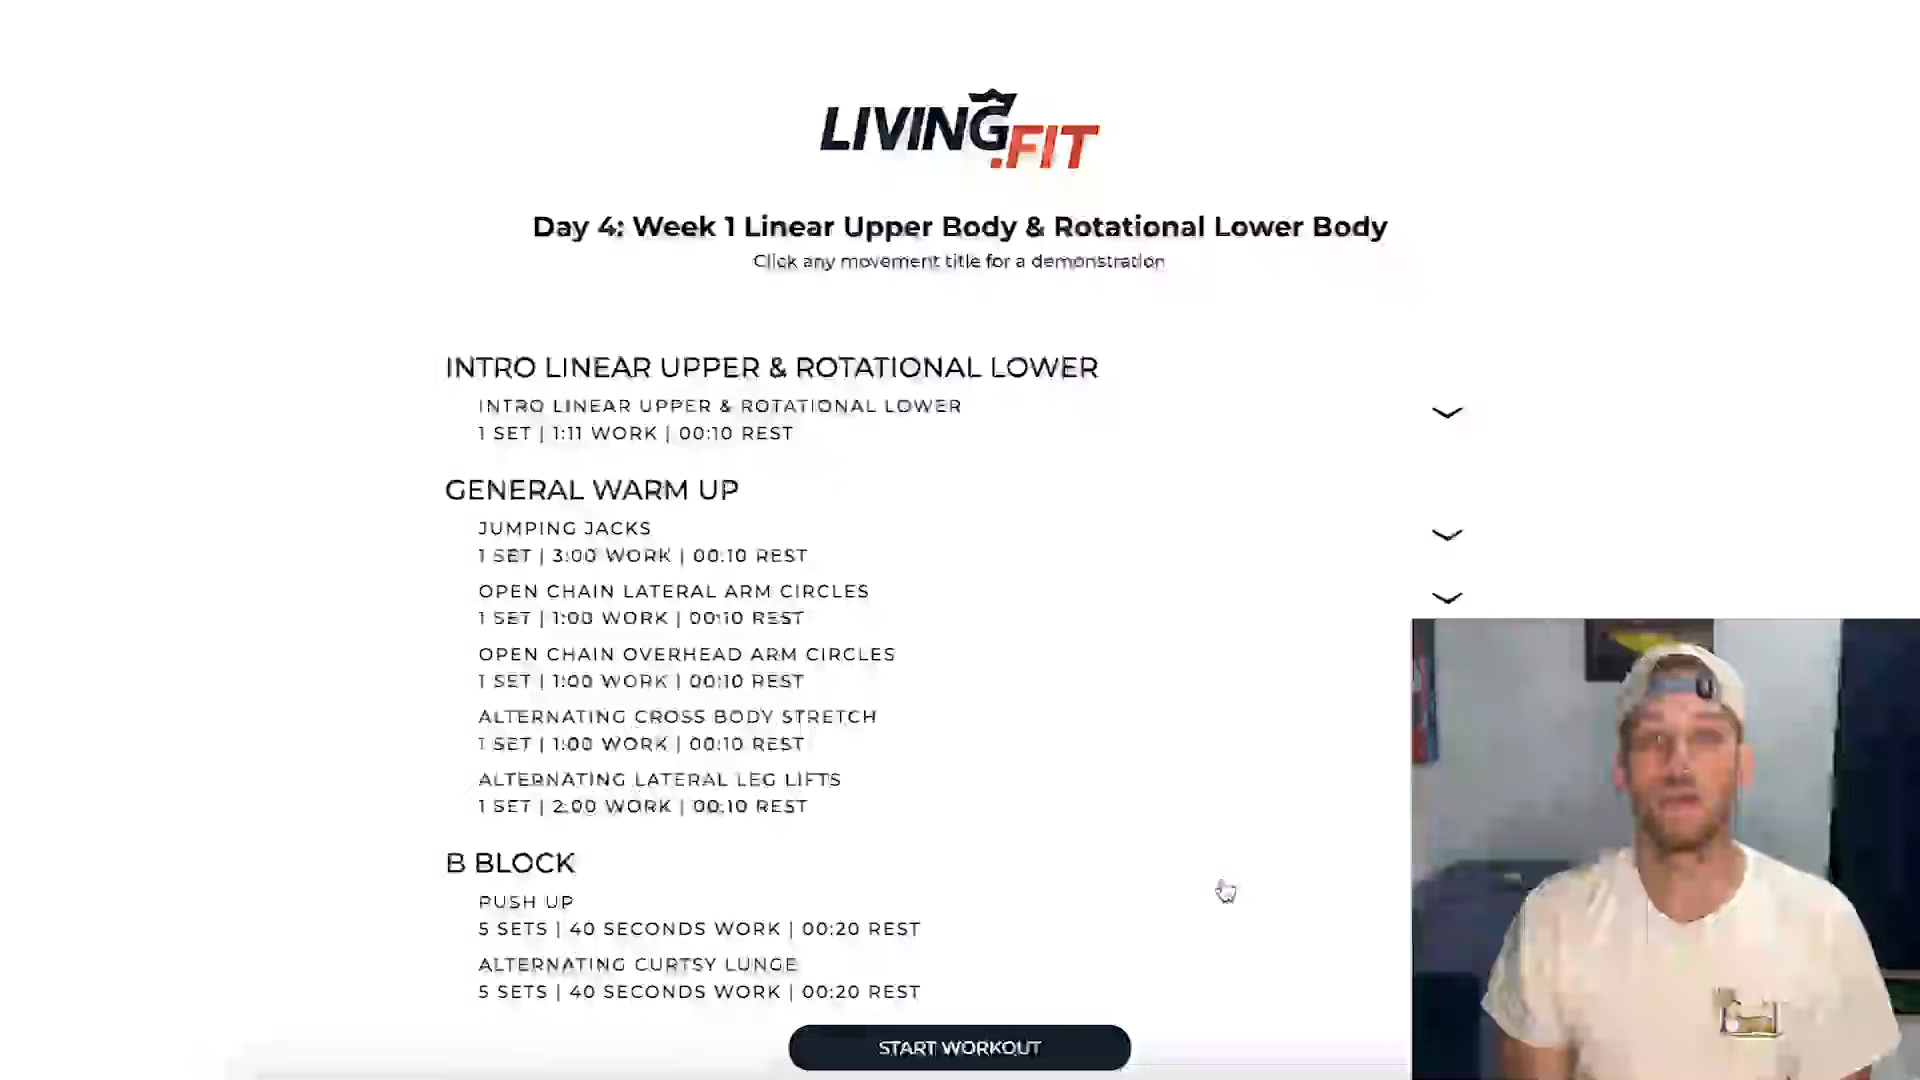 LIVING.FIT
Day 4: Week 1 Linear Upper Body & Rotational Lower Body
Click any movement title for a demonstration
INTRO LINEAR UPPER & ROTATIONAL LOWER
INTRO LINEAR UPPER & ROTATIONAL LOWER
1 SET | 1:11 WORK | 00:10 REST
GENERAL WARM UP
JUMPING JACKS
1 SET | 3:00 WORK | 00:10 REST
OPEN CHAIN LATERAL ARM CIRCLES
1 SET | 1:00 WORK | 00:10 REST
OPEN CHAIN OVERHEAD ARM CIRCLES
1 SET | 1:00 WORK | 00:10 REST
ALTERNATING CROSS BODY STRETCH
1 SET | 1:00 WORK | 00:10 REST
ALTERNATING LATERAL LEG LIFTS
1 SET | 2:00 WORK | 00:10 REST
B BLOCK
PUSH UP
5 SETS | 40 SECONDS WORK | 00:20 REST
ALTERNATING CURTSY LUNGE
5 SETS | 40 SECONDS WORK | 00:20 REST
START WORKOUT